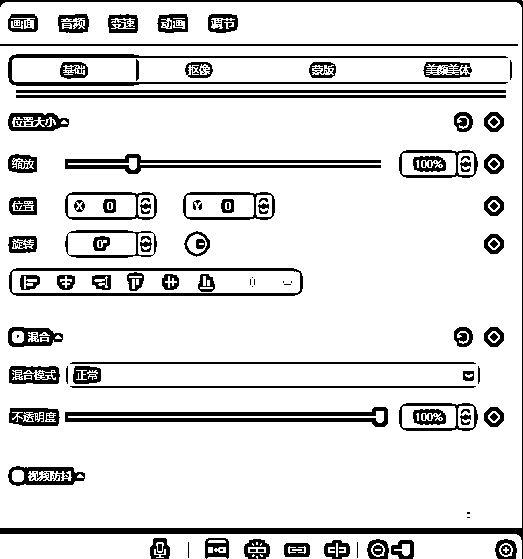 画面 音频 变速 动画 调节
基础 抠像 蒙版 美颜美体
位置大小
缩放 100%
位置 X 0 Y 0
旋转 0°
混合
混合模式 正常
不透明度 100%
视频防抖